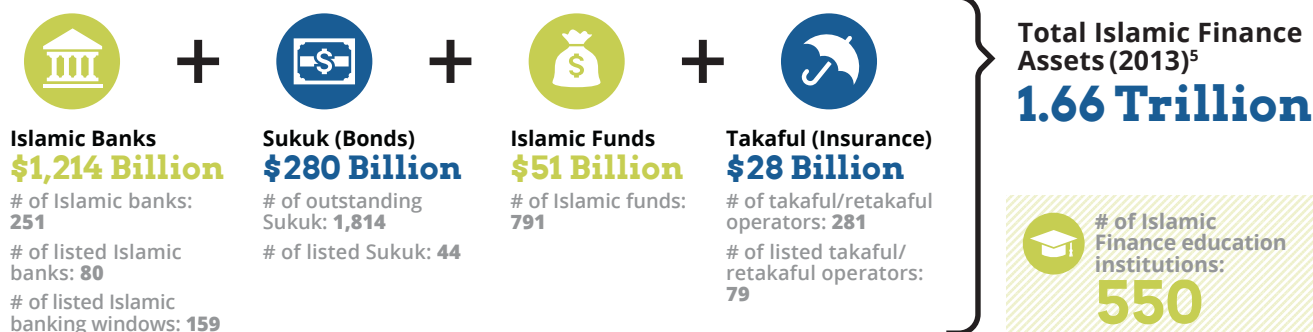 Islamic Banks
$1,214 Billion
# of Islamic banks:
251
# of listed Islamic
banks: 80
# of listed Islamic
banking windows: 159
Sukuk (Bonds)
$280 Billion
# of outstanding
Sukuk: 1,814
# of listed Sukuk: 44
Islamic Funds
$51 Billion
# of Islamic funds:
791
Takaful (Insurance)
$28 Billion
# of takaful/retakaful
operators: 281
# of listed takaful/
retakaful operators:
79
Total Islamic Finance
Assets (2013)⁵
1.66 Trillion
# of Islamic
Finance education
institutions:
550